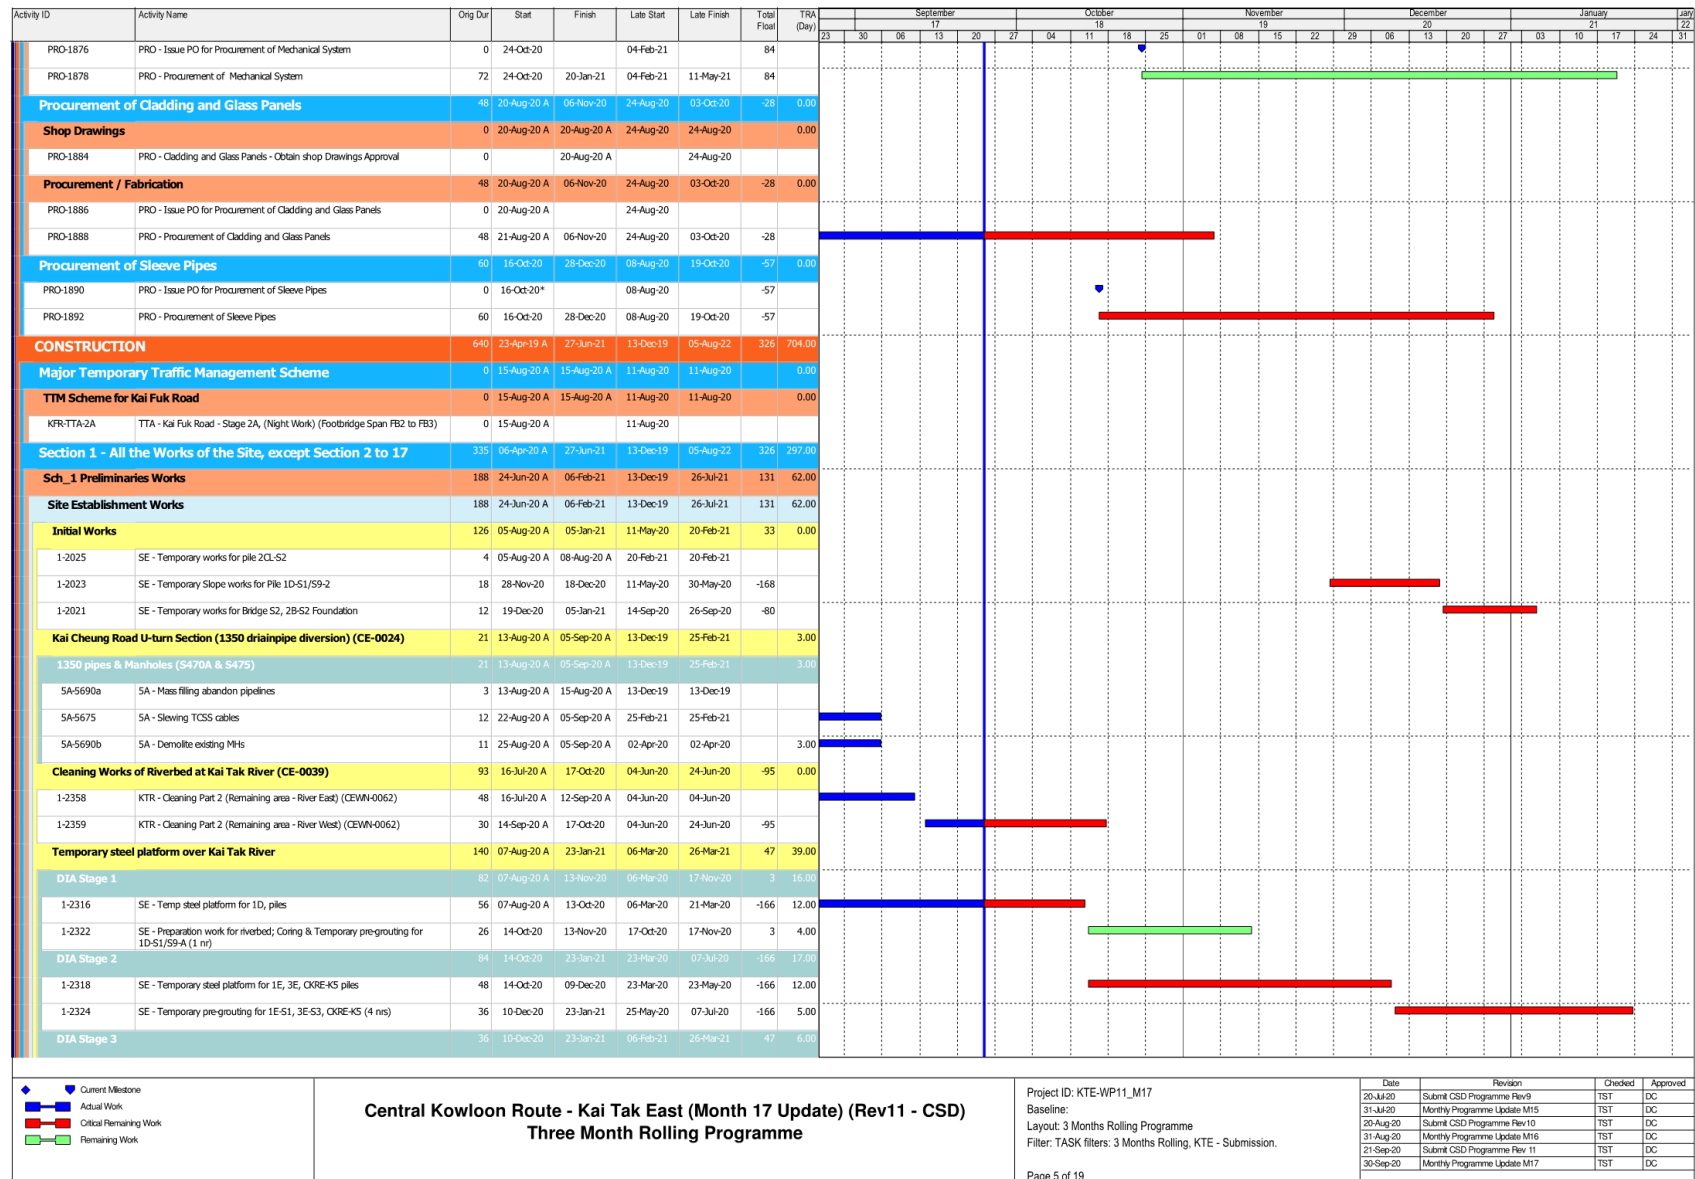 Activity ID Activity Name Orig Dur Start Finish Late Start Late Finish Total Float TRA (Day)
September October November December January uary
17 18 19 20 21 22
23 30 06 13 20 27 04 11 18 25 01 08 15 22 29 06 13 20 27 03 10 17 24 31
PRO-1876 PRO - Issue PO for Procurement of Mechanical System 0 24-Oct-20 04-Feb-21 84
PRO-1878 PRO - Procurement of Mechanical System 72 24-Oct-20 20-Jan-21 04-Feb-21 11-May-21 84
Procurement of Cladding and Glass Panels 48 20-Aug-20 A 06-Nov-20 24-Aug-20 03-Oct-20 -28 0.00
Shop Drawings 0 20-Aug-20 A 20-Aug-20 A 24-Aug-20 24-Aug-20 0.00
PRO-1884 PRO - Cladding and Glass Panels - Obtain shop Drawings Approval 0 20-Aug-20 A 24-Aug-20
Procurement / Fabrication 48 20-Aug-20 A 06-Nov-20 24-Aug-20 03-Oct-20 -28 0.00
PRO-1886 PRO - Issue PO for Procurement of Cladding and Glass Panels 0 20-Aug-20 A 24-Aug-20
PRO-1888 PRO - Procurement of Cladding and Glass Panels 48 21-Aug-20 A 06-Nov-20 24-Aug-20 03-Oct-20 -28
Procurement of Sleeve Pipes 60 16-Oct-20 28-Dec-20 08-Aug-20 19-Oct-20 -57 0.00
PRO-1890 PRO - Issue PO for Procurement of Sleeve Pipes 0 16-Oct-20* 08-Aug-20 -57
PRO-1892 PRO - Procurement of Sleeve Pipes 60 16-Oct-20 28-Dec-20 08-Aug-20 19-Oct-20 -57
CONSTRUCTION 640 23-Apr-19 A 27-Jun-21 13-Dec-19 05-Aug-22 326 704.00
Major Temporary Traffic Management Scheme 0 15-Aug-20 A 15-Aug-20 A 11-Aug-20 11-Aug-20 0.00
TTM Scheme for Kai Fuk Road 0 15-Aug-20 A 15-Aug-20 A 11-Aug-20 11-Aug-20 0.00
KFR-TTA-2A TTA - Kai Fuk Road - Stage 2A, (Night Work) (Footbridge Span FB2 to FB3) 0 15-Aug-20 A 11-Aug-20
Section 1 - All the Works of the Site, except Section 2 to 17 335 06-Apr-20 A 27-Jun-21 13-Dec-19 05-Aug-22 326 297.00
Sch_1 Preliminaries Works 188 24-Jun-20 A 06-Feb-21 13-Dec-19 26-Jul-21 131 62.00
Site Establishment Works 188 24-Jun-20 A 06-Feb-21 13-Dec-19 26-Jul-21 131 62.00
Initial Works 126 05-Aug-20 A 05-Jan-21 11-May-20 20-Feb-21 33 0.00
1-2025 SE - Temporary works for pile 2CL-S2 4 05-Aug-20 A 08-Aug-20 A 20-Feb-21 20-Feb-21
1-2023 SE - Temporary Slope works for Pile 1D-S1/S9-2 18 28-Nov-20 18-Dec-20 11-May-20 30-May-20 -168
1-2021 SE - Temporary works for Bridge S2, 2B-S2 Foundation 12 19-Dec-20 05-Jan-21 14-Sep-20 26-Sep-20 -80
Kai Cheung Road U-turn Section (1350 driainpipe diversion) (CE-0024) 21 13-Aug-20 A 05-Sep-20 A 13-Dec-19 25-Feb-21 3.00
1350 pipes & Manholes (S470A & S475) 21 13-Aug-20 A 05-Sep-20 A 13-Dec-19 25-Feb-21 3.00
5A-5690a 5A - Mass filling abandon pipelines 3 13-Aug-20 A 15-Aug-20 A 13-Dec-19 13-Dec-19
5A-5675 5A - Slewing TCSS cables 12 22-Aug-20 A 05-Sep-20 A 25-Feb-21 25-Feb-21
5A-5690b 5A - Demolite existing MHs 11 25-Aug-20 A 05-Sep-20 A 02-Apr-20 02-Apr-20 3.00
Cleaning Works of Riverbed at Kai Tak River (CE-0039) 93 16-Jul-20 A 17-Oct-20 04-Jun-20 24-Jun-20 -95 0.00
1-2358 KTR - Cleaning Part 2 (Remaining area - River East) (CEWN-0062) 48 16-Jul-20 A 12-Sep-20 A 04-Jun-20 04-Jun-20
1-2359 KTR - Cleaning Part 2 (Remaining area - River West) (CEWN-0062) 30 14-Sep-20 A 17-Oct-20 04-Jun-20 24-Jun-20 -95
Temporary steel platform over Kai Tak River 140 07-Aug-20 A 23-Jan-21 06-Mar-20 26-Mar-21 47 39.00
DIA Stage 1 82 07-Aug-20 A 13-Nov-20 06-Mar-20 17-Nov-20 3 16.00
1-2316 SE - Temp steel platform for 1D, piles 56 07-Aug-20 A 13-Oct-20 06-Mar-20 21-Mar-20 -166 12.00
1-2322 SE - Preparation work for riverbed; Coring & Temporary pre-grouting for 26 14-Oct-20 13-Nov-20 17-Oct-20 17-Nov-20 3 4.00
1D-S1/S9-A (1 nr)
DIA Stage 2 84 14-Oct-20 23-Jan-21 23-Mar-20 07-Jul-20 -166 17.00
1-2318 SE - Temporary steel platform for 1E, 3E, CKRE-K5 piles 48 14-Oct-20 09-Dec-20 23-Mar-20 23-May-20 -166 12.00
1-2324 SE - Temporary pre-grouting for 1E-S1, 3E-S3, CKRE-K5 (4 nrs) 36 10-Dec-20 23-Jan-21 25-May-20 07-Jul-20 -166 5.00
DIA Stage 3 36 10-Dec-20 23-Jan-21 06-Feb-21 26-Mar-21 47 6.00
Current Milestone
Actual Work
Critical Remaining Work
Remaining Work
Central Kowloon Route - Kai Tak East (Month 17 Update) (Rev11 - CSD)
Three Month Rolling Programme
Project ID: KTE-WP11_M17
Baseline:
Layout: 3 Months Rolling Programme
Filter: TASK filters: 3 Months Rolling, KTE - Submission.
Page 5 of 19
Date Revision Checked Approved
20-Jul-20 Submit CSD Programme Rev9 TST DC
31-Jul-20 Monthly Programme Update M15 TST DC
20-Aug-20 Submit CSD Programme Rev10 TST DC
31-Aug-20 Monthly Programme Update M16 TST DC
21-Sep-20 Submit CSD Programme Rev 11 TST DC
30-Sep-20 Monthly Programme Update M17 TST DC